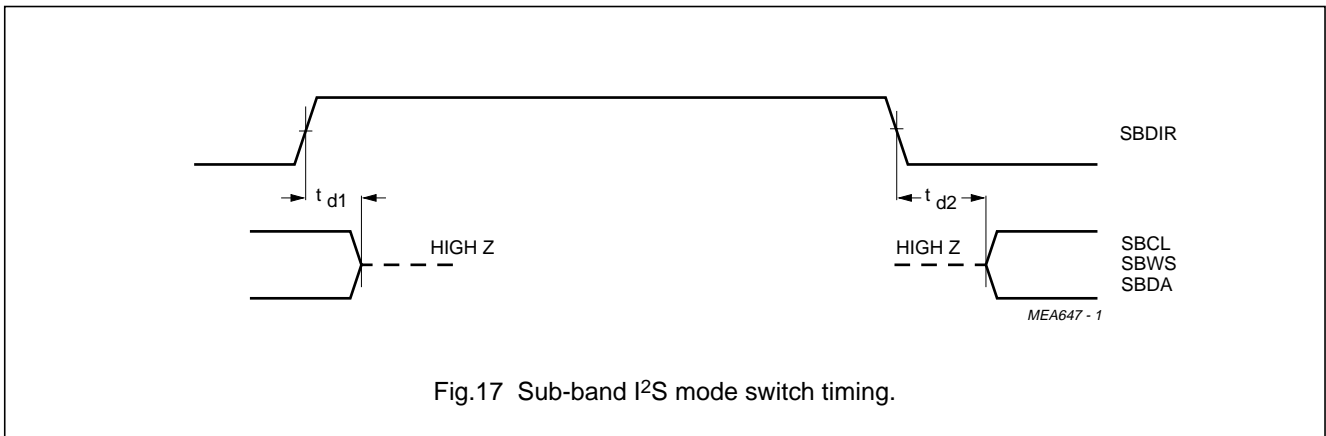 SBDIR
t d1
t d2
HIGH Z
HIGH Z
SBCL
SBWS
SBDA
MEA647 - 1
Fig.17 Sub-band I²S mode switch timing.